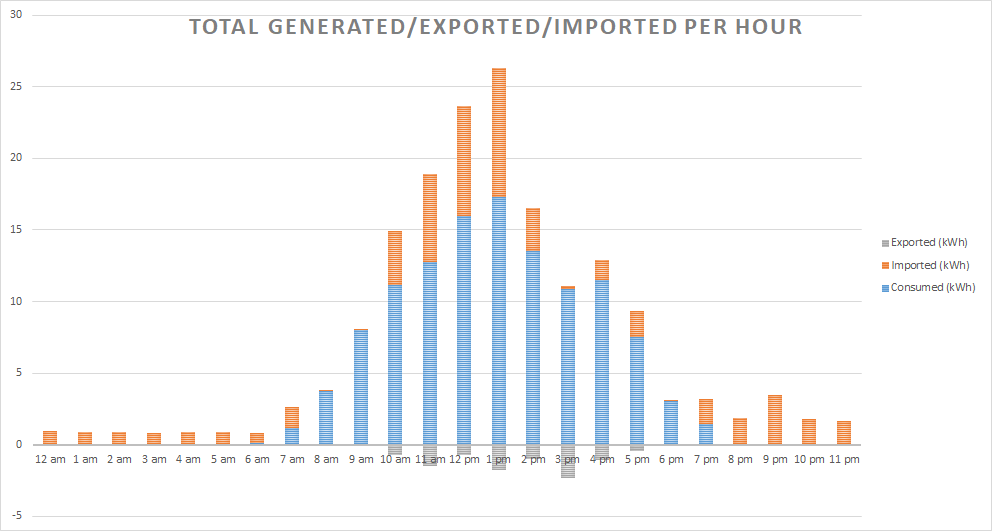 TOTAL GENERATED/EXPORTED/IMPORTED PER HOUR
30
25
20
15
10
5
0
-5
12 am 1 am 2 am 3 am 4 am 5 am 6 am 7 am 8 am 9 am 10 am 11 am 12 pm 1 pm 2 pm 3 pm 4 pm 5 pm 6 pm 7 pm 8 pm 9 pm 10 pm 11 pm
Exported (kWh)
Imported (kWh)
Consumed (kWh)